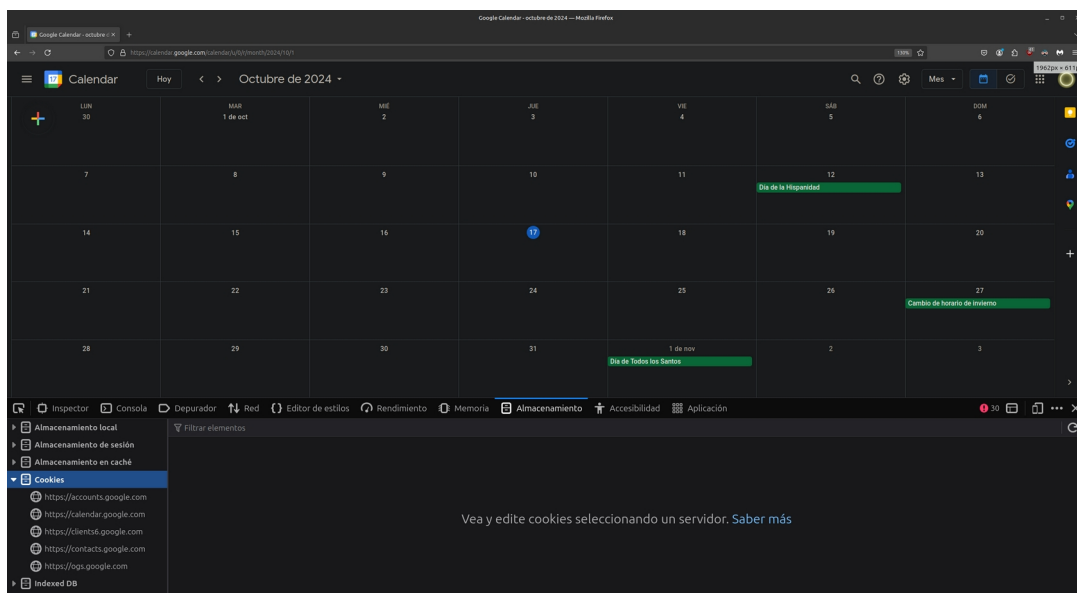 Google Calendar - octubre de 2024 — Mozilla Firefox
Google Calendar - octubre
https://calendar.google.com/calendar/u/0/r/month/2024/10/1
133%
1962px × 611
Calendar
Hoy
Octubre de 2024
Mes
LUN MAR MIÉ JUE VIE SÁB DOM
30 1 de oct 2 3 4 5 6
7 8 9 10 11 12 13
Día de la Hispanidad
14 15 16 17 18 19 20
21 22 23 24 25 26 27
Cambio de horario de invierno
28 29 30 31 1 de nov 2 3
Día de Todos los Santos
Inspector Consola Depurador Red Editor de estilos Rendimiento Memoria Almacenamiento Accesibilidad Aplicación 30
Almacenamiento local
Filtrar elementos
Almacenamiento de sesión
Almacenamiento en caché
Cookies
https://accounts.google.com
https://calendar.google.com
https://clients6.google.com
https://contacts.google.com
https://ogs.google.com
Indexed DB
Vea y edite cookies seleccionando un servidor. Saber más